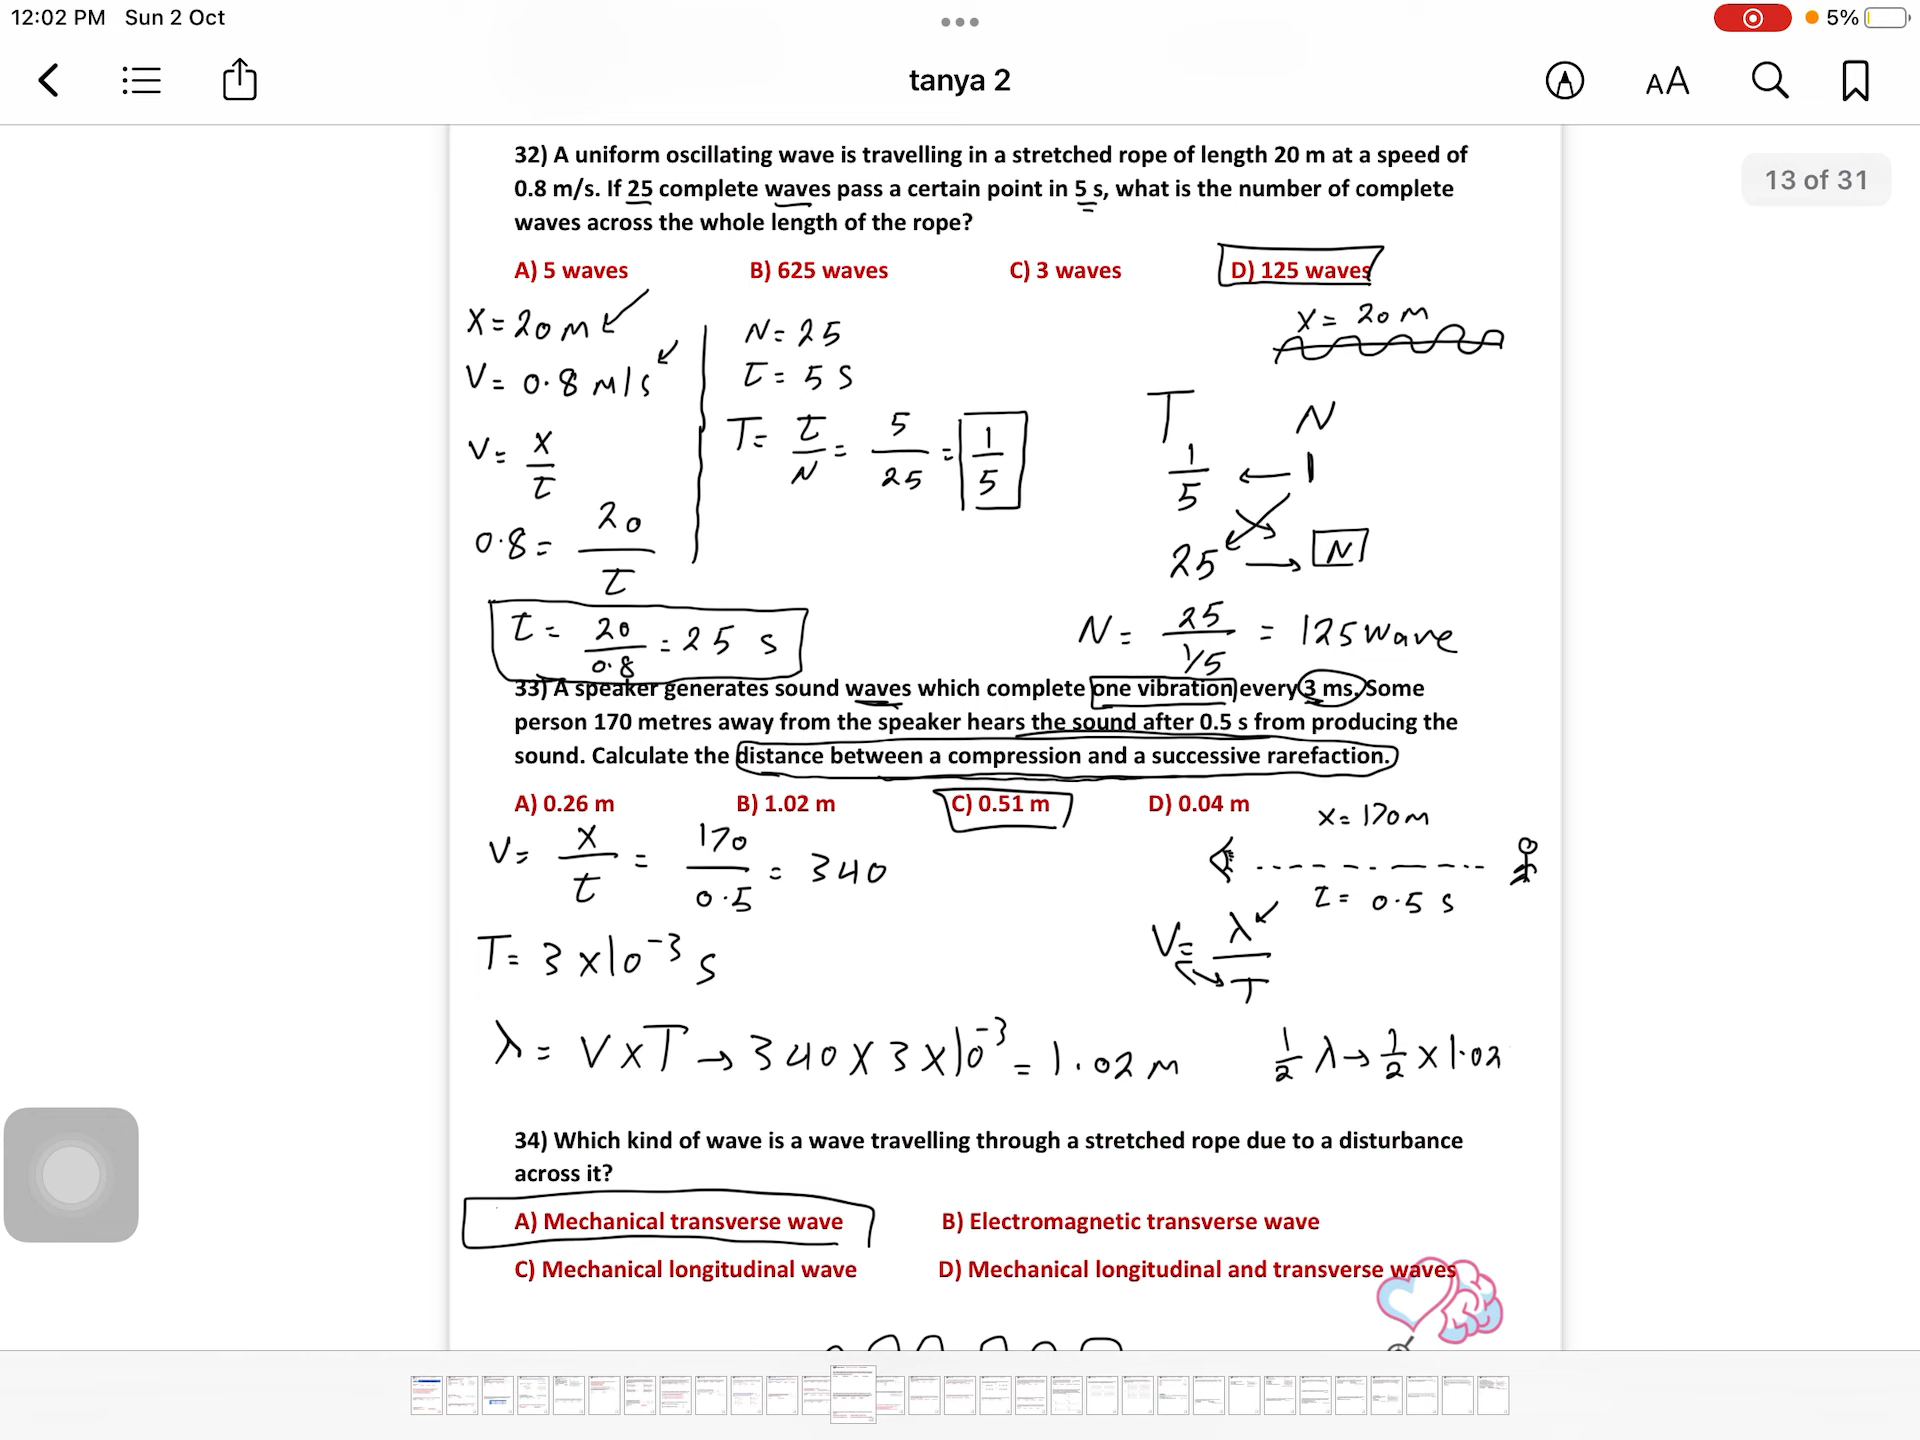 12:02 PM Sun 2 Oct
5%
tanya 2
AA
13 of 31
32) A uniform oscillating wave is travelling in a stretched rope of length 20 m at a speed of
0.8 m/s. If 25 complete waves pass a certain point in 5 s, what is the number of complete
waves across the whole length of the rope?
A) 5 waves B) 625 waves C) 3 waves D) 125 waves
X = 20 m
V = 0.8 m/s
V = X/t
0.8 = 20/t
t = 20/0.8 = 25 s
N = 25
t = 5 s
T = t/N = 5/25 = 1/5
X = 20 m
T N
1/5 ← 1
25 → N
N = 25/1/5 = 125 wave
33) A speaker generates sound waves which complete one vibration every 3 ms. Some
person 170 metres away from the speaker hears the sound after 0.5 s from producing the
sound. Calculate the distance between a compression and a successive rarefaction.
A) 0.26 m B) 1.02 m C) 0.51 m D) 0.04 m
V = X/t = 170/0.5 = 340
X = 170 m
t = 0.5 s
T = 3 x 10⁻³ s
V = λ/T
λ = V x T → 340 x 3 x 10⁻³ = 1.02 m
1/2 λ → 1/2 x 1.02
34) Which kind of wave is a wave travelling through a stretched rope due to a disturbance
across it?
A) Mechanical transverse wave B) Electromagnetic transverse wave
C) Mechanical longitudinal wave D) Mechanical longitudinal and transverse waves